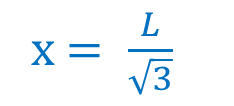 x = L/√3